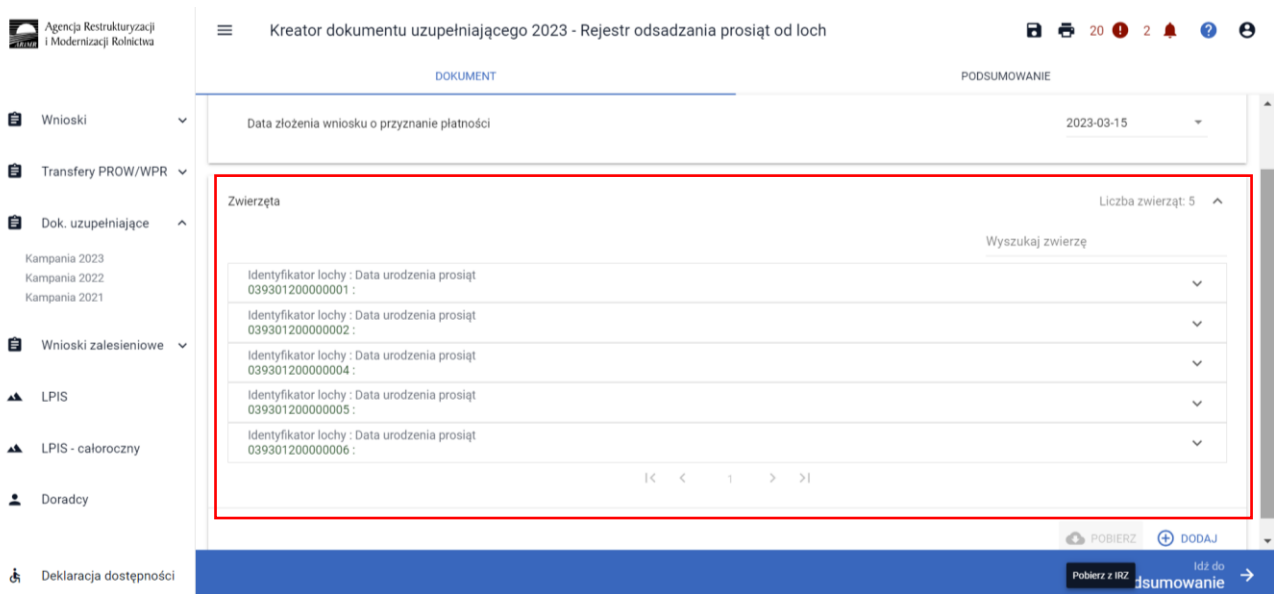 Agencja Restrukturyzacji
i Modernizacji Rolnictwa
ARiMR
Kreator dokumentu uzupełniającego 2023 - Rejestr odsadzania prosiąt od loch
20
2
DOKUMENT
PODSUMOWANIE
Wnioski
Transfery PROW/WPR
Dok. uzupełniające
Kampania 2023
Kampania 2022
Kampania 2021
Wnioski zalesieniowe
LPIS
LPIS - całoroczny
Doradcy
Deklaracja dostępności
Data złożenia wniosku o przyznanie płatności
2023-03-15
Zwierzęta
Liczba zwierząt: 5
Wyszukaj zwierzę
Identyfikator lochy : Data urodzenia prosiąt
039301200000001 :
Identyfikator lochy : Data urodzenia prosiąt
039301200000002 :
Identyfikator lochy : Data urodzenia prosiąt
039301200000004 :
Identyfikator lochy : Data urodzenia prosiąt
039301200000005 :
Identyfikator lochy : Data urodzenia prosiąt
039301200000006 :
|< < 1 > >|
POBIERZ
DODAJ
Pobierz z IRZ
Idź do
dsumowanie